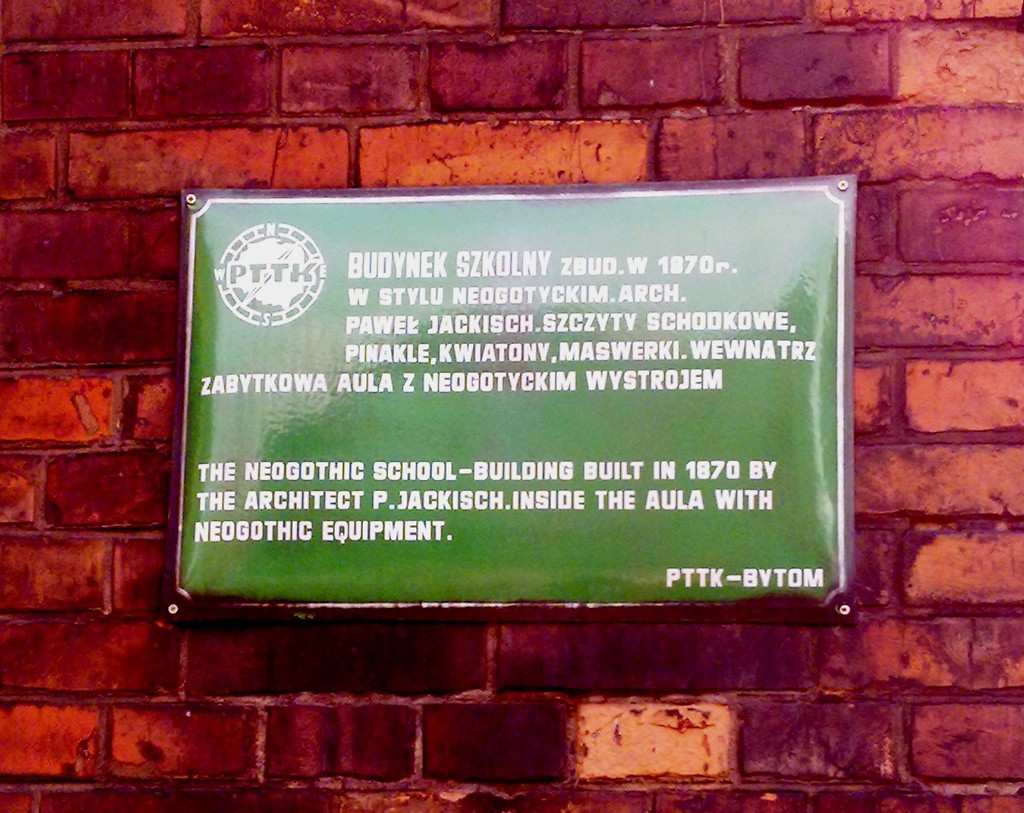 N
W PTTK E
S
BUDYNEK SZKOLNY ZBUD.W 1870r.
W STYLU NEOGOTYCKIM.ARCH.
PAWEŁ JACKISCH.SZCZYTY SCHODKOWE,
PINAKLE,KWIATONY,MASWERKI.WEWNATRZ
ZABYTKOWA AULA Z NEOGOTYCKIM WYSTROJEM
THE NEOGOTHIC SCHOOL-BUILDING BUILT IN 1870 BY
THE ARCHITECT P.JACKISCH.INSIDE THE AULA WITH
NEOGOTHIC EQUIPMENT.
PTTK-BYTOM